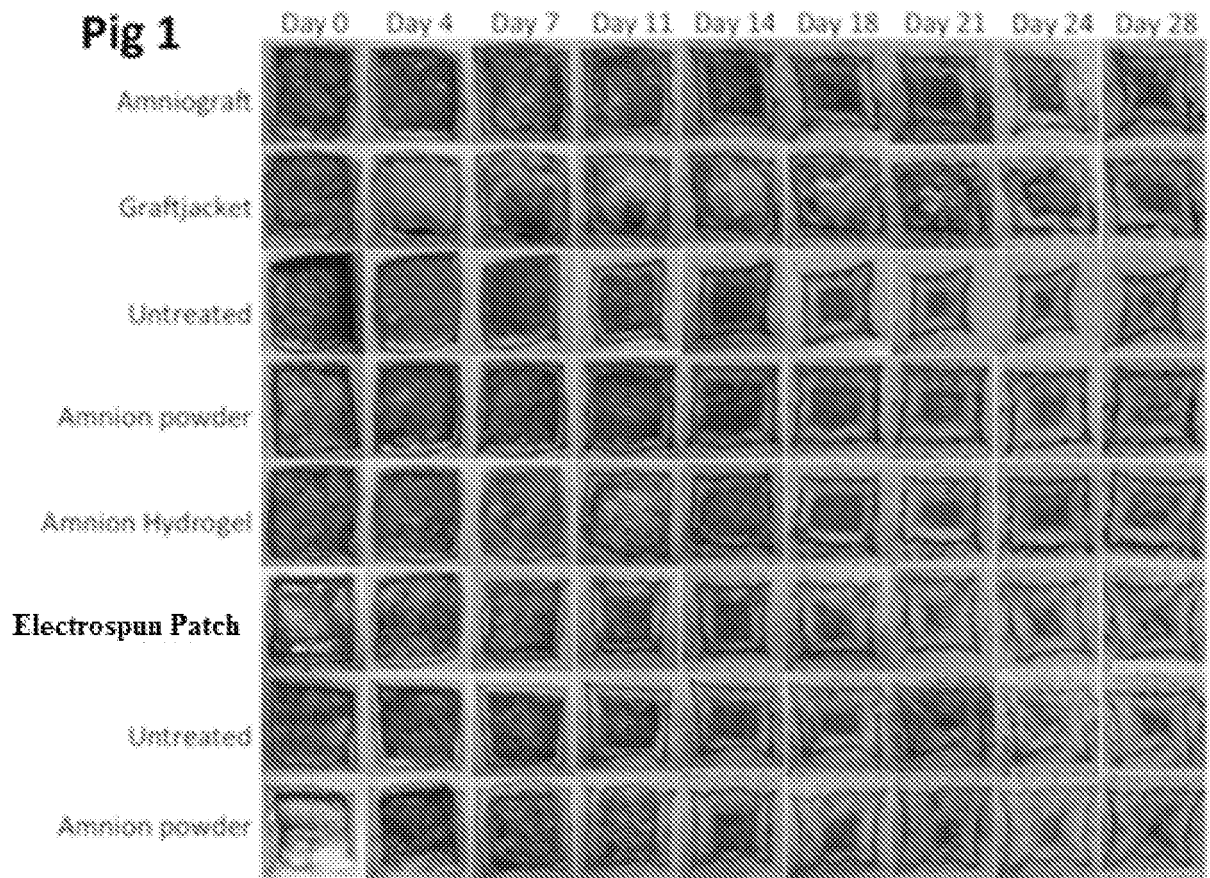 Pig 1
Day 0 Day 4 Day 7 Day 11 Day 14 Day 18 Day 21 Day 24 Day 28
Amniograft
Graftjacket
Untreated
Amnion powder
Amnion Hydrogel
Electrospun Patch
Untreated
Amnion powder